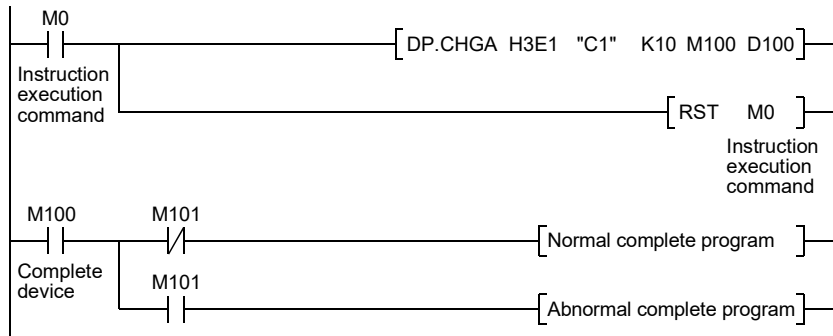 M0
DP.CHGA H3E1 "C1" K10 M100 D100
Instruction
execution
command
RST M0
Instruction
execution
command
M100 M101
Normal complete program
Complete
device
M101
Abnormal complete program